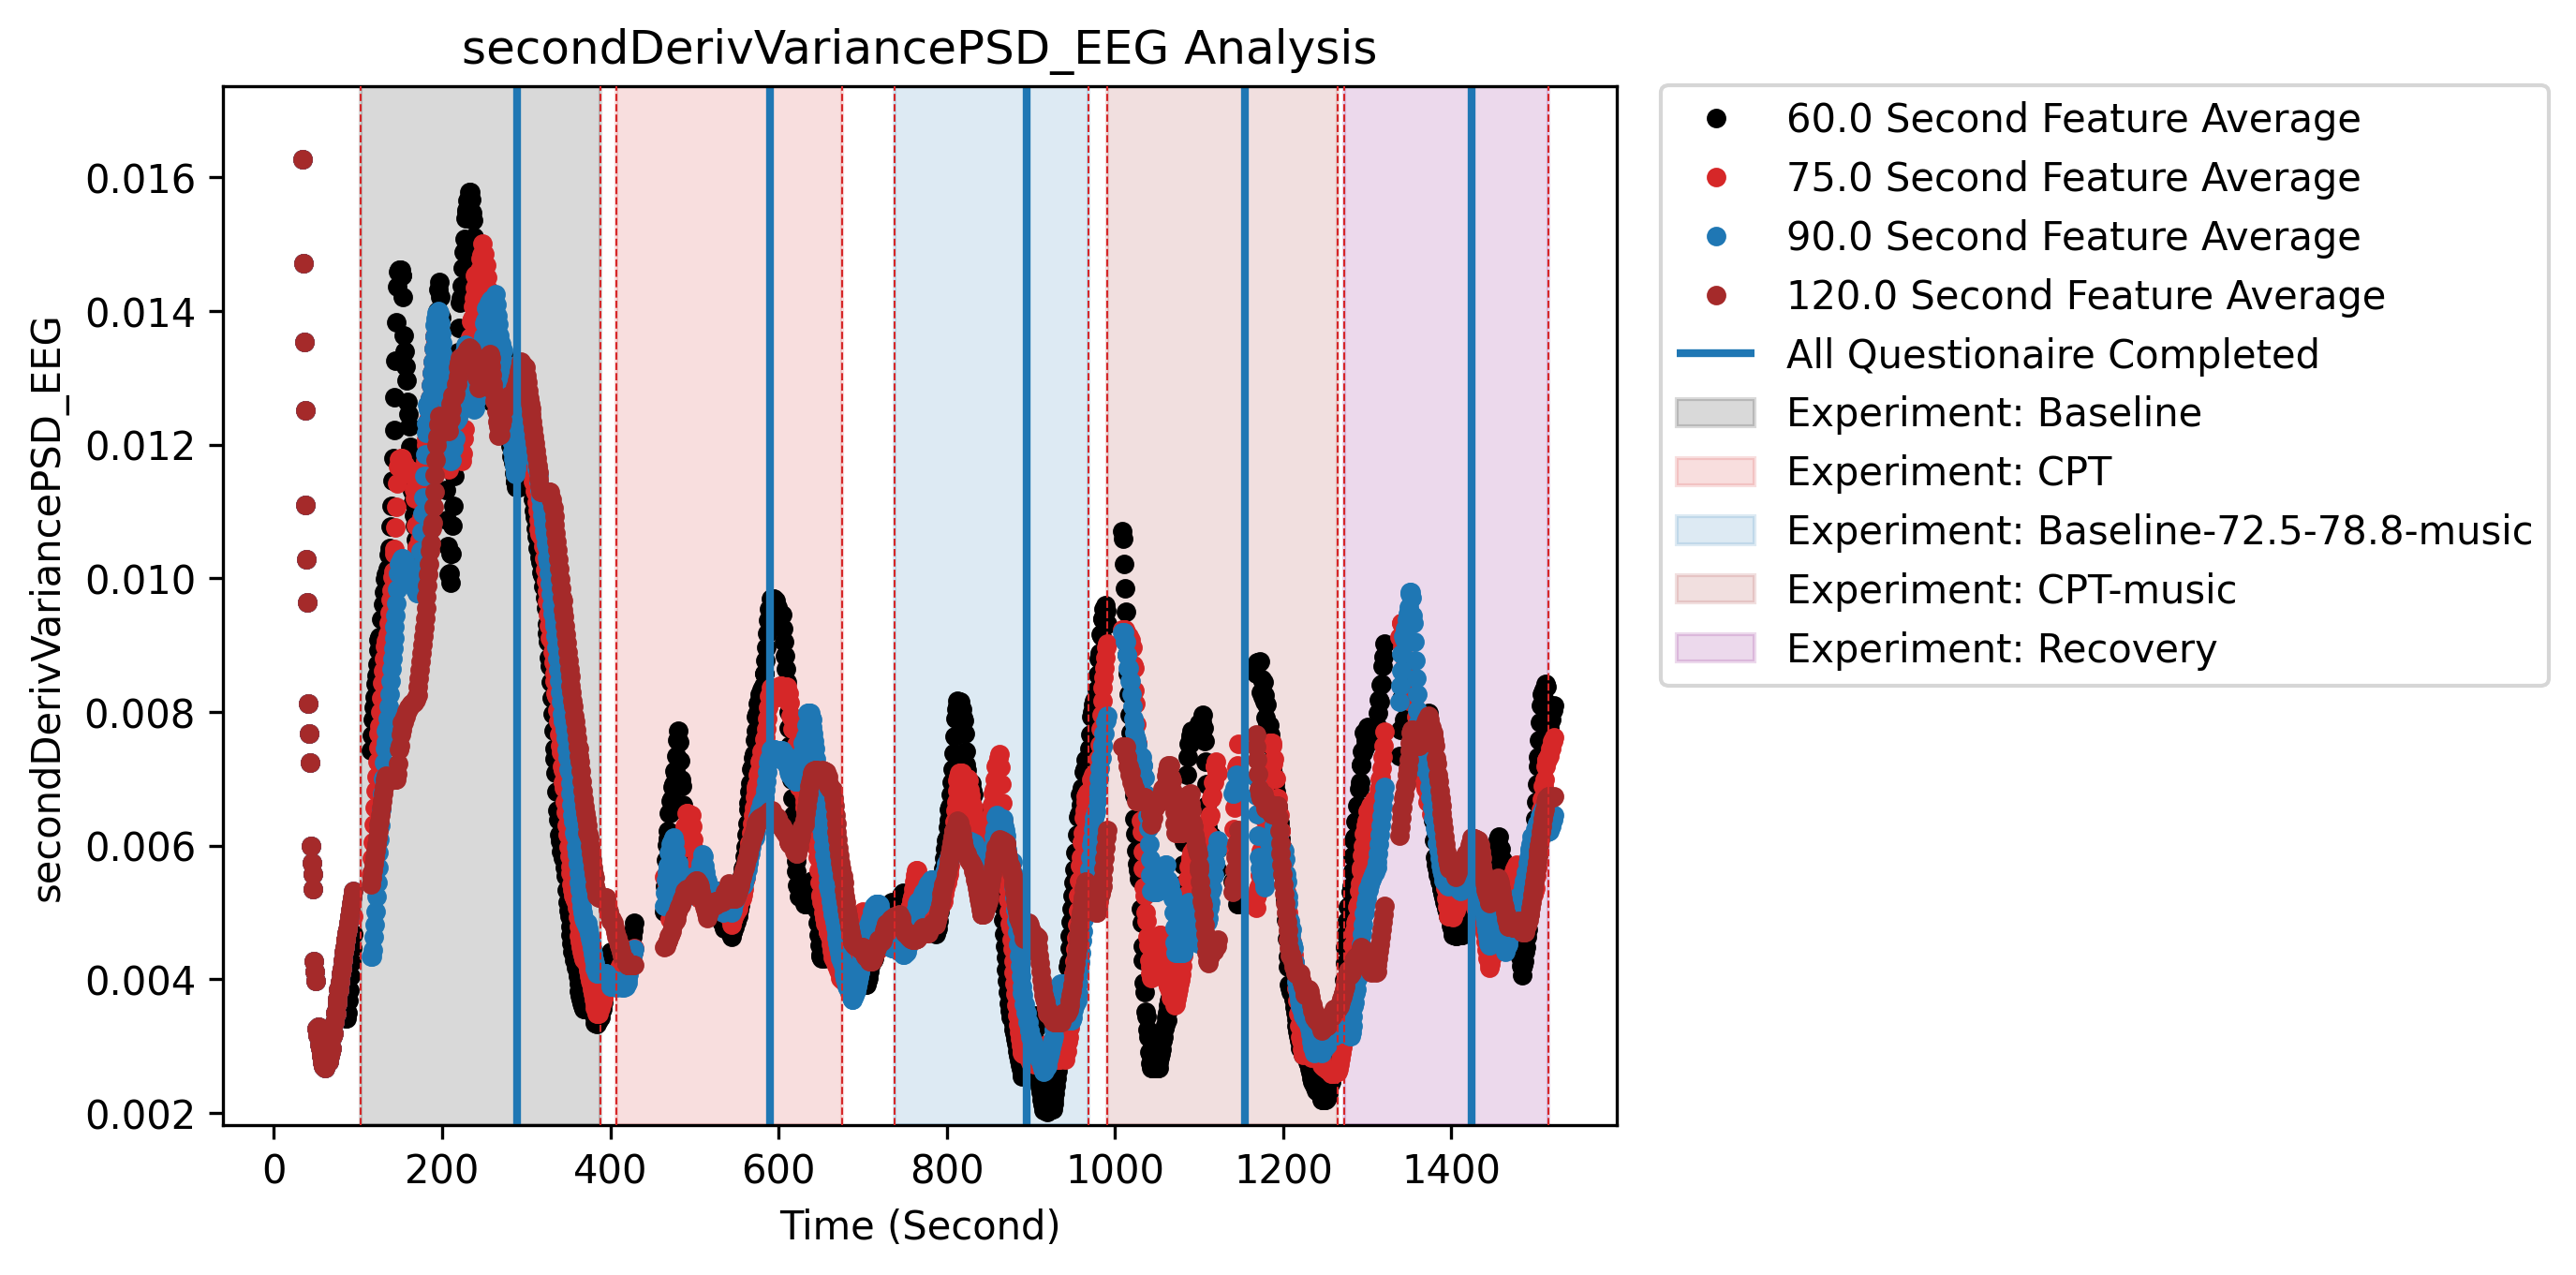 secondDerivVariancePSD_EEG Analysis
secondDerivVariancePSD_EEG
0.016
0.014
0.012
0.010
0.008
0.006
0.004
0.002
0 200 400 600 800 1000 1200 1400
Time (Second)
60.0 Second Feature Average
75.0 Second Feature Average
90.0 Second Feature Average
120.0 Second Feature Average
All Questionaire Completed
Experiment: Baseline
Experiment: CPT
Experiment: Baseline-72.5-78.8-music
Experiment: CPT-music
Experiment: Recovery